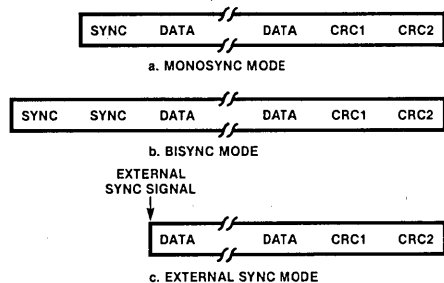 SYNC DATA DATA CRC1 CRC2
a. MONOSYNC MODE
SYNC SYNC DATA DATA CRC1 CRC2
b. BISYNC MODE
EXTERNAL
SYNC SIGNAL
DATA DATA CRC1 CRC2
c. EXTERNAL SYNC MODE